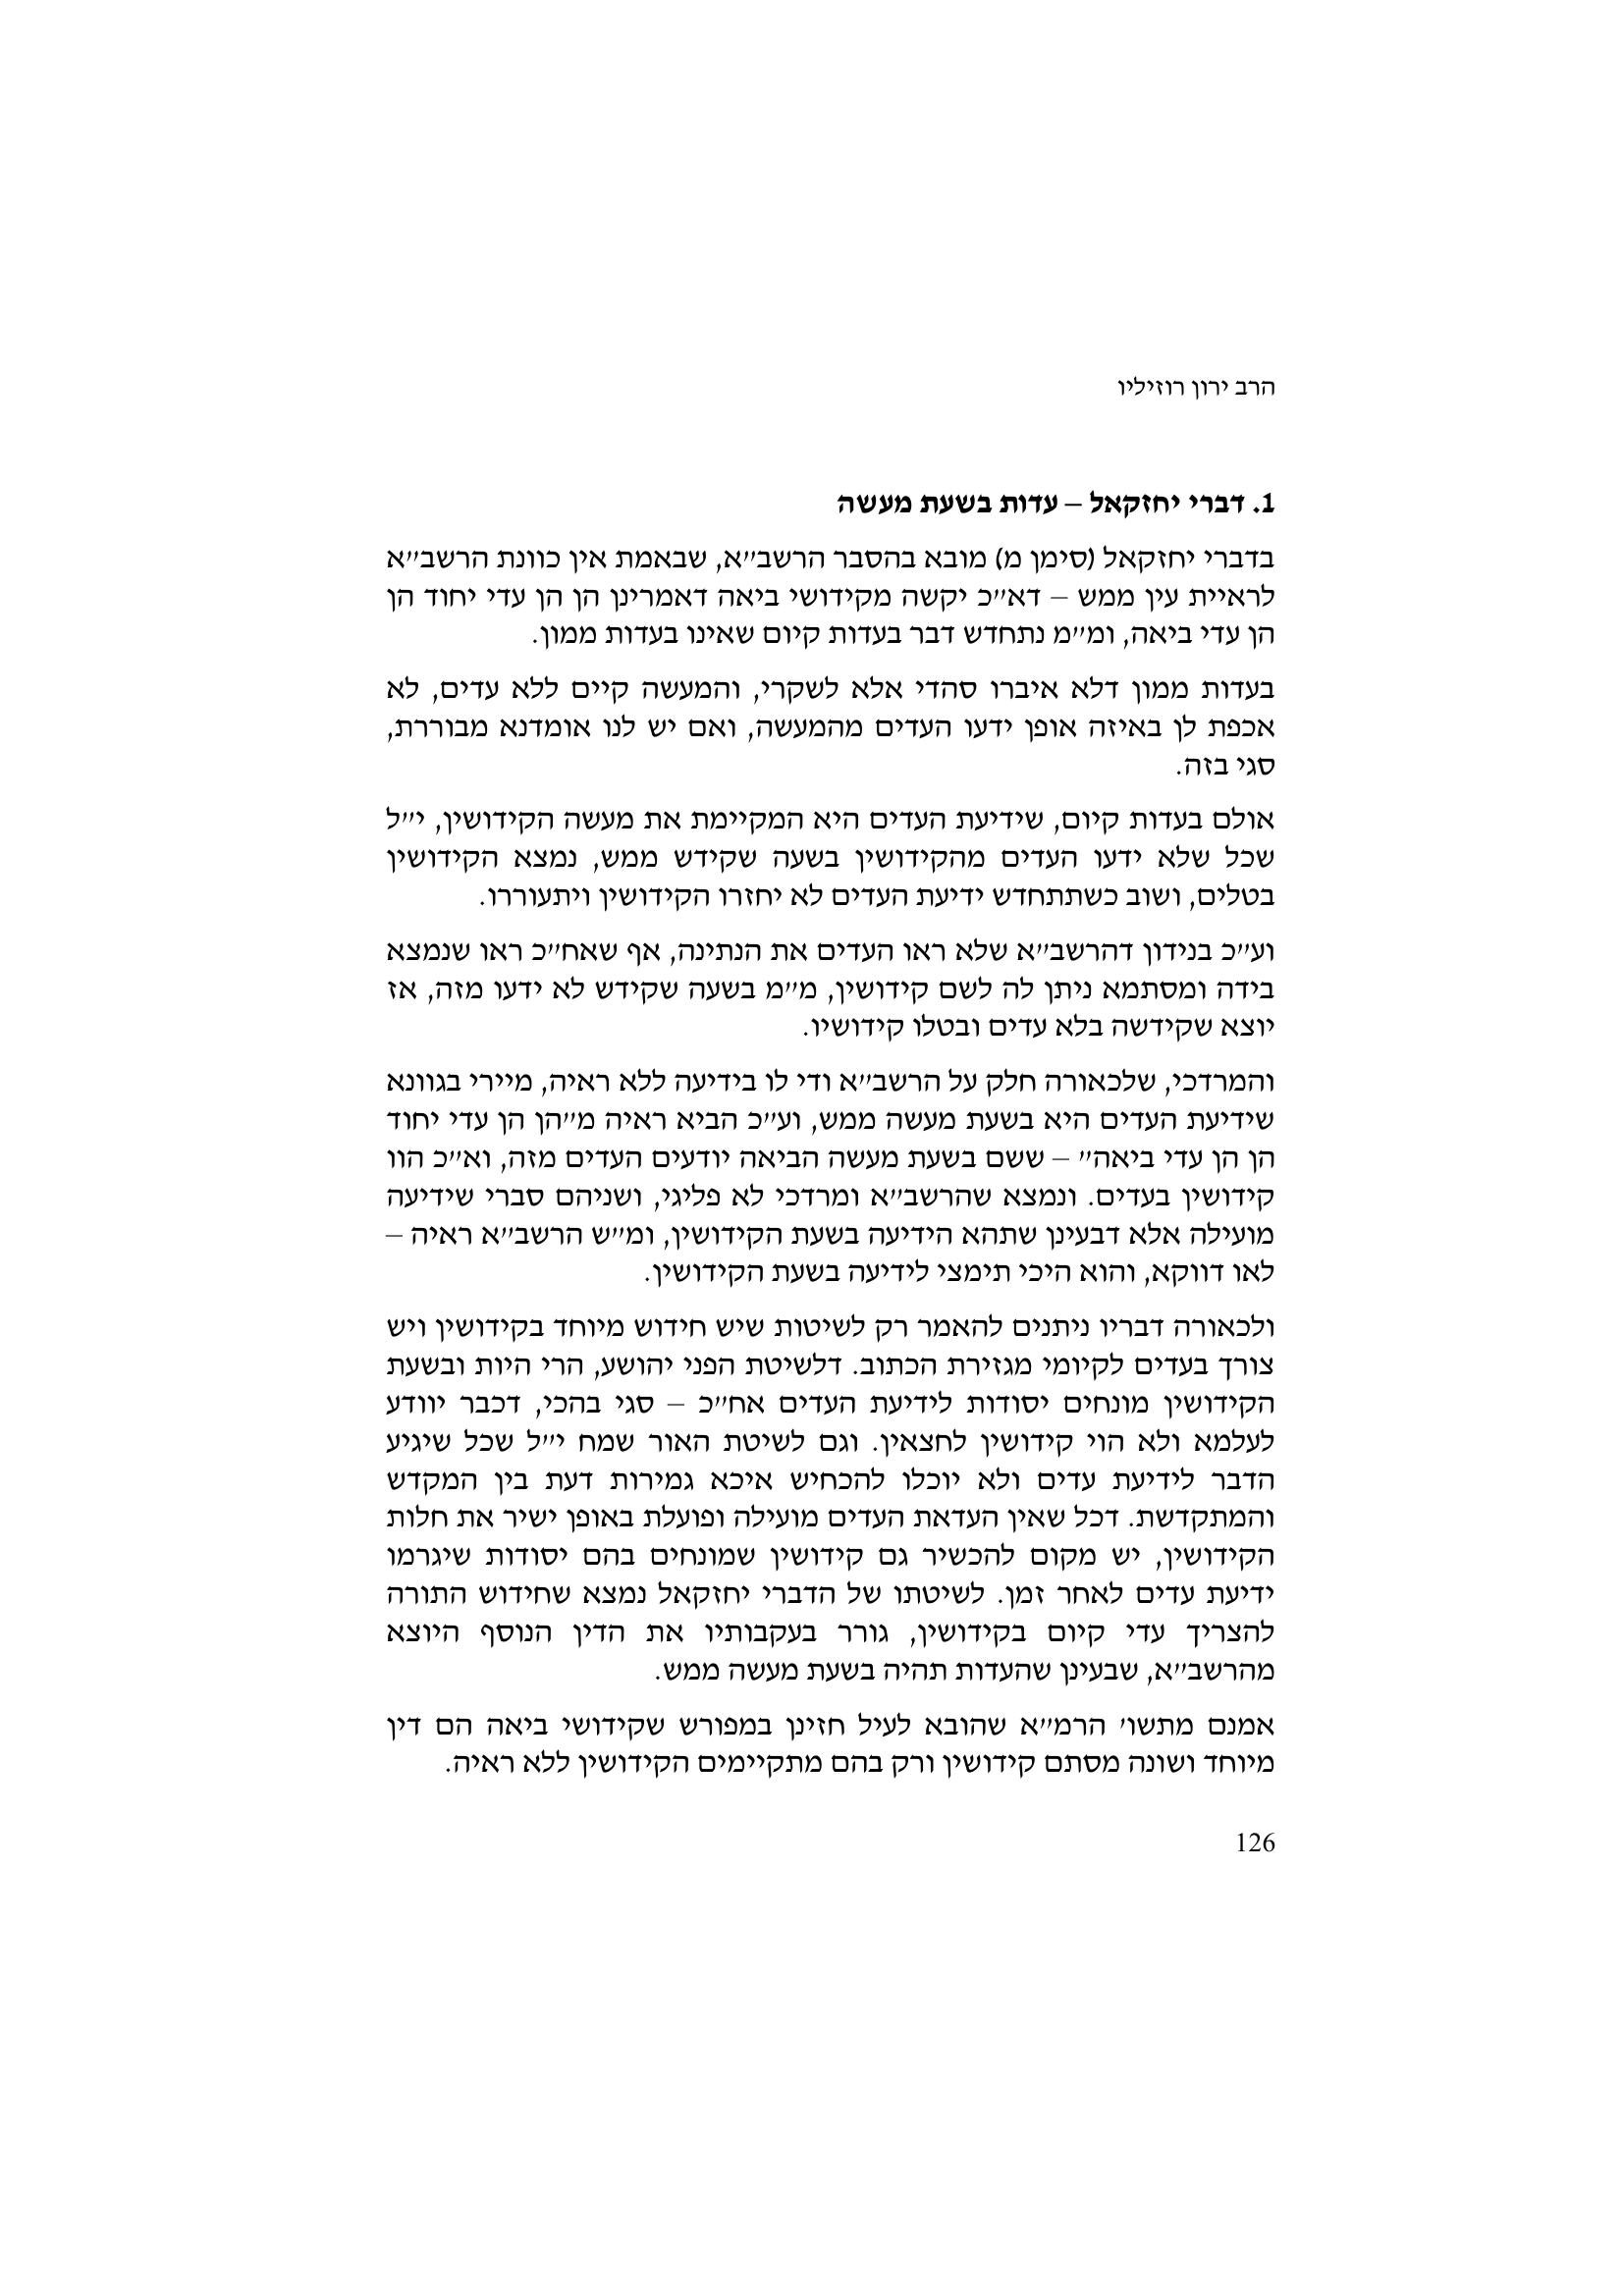 הרב ירון רוזיליו
1. דברי יחזקאל – עדות בשעת מעשה
בדברי יחזקאל (סימן מ) מובא בהסבר הרשב״א, שבאמת אין כוונת הרשב״א
לראיית עין ממש – דא״כ יקשה מקידושי ביאה דאמרינן הן הן עדי יחוד הן
הן עדי ביאה, ומ״מ נתחדש דבר בעדות קיום שאינו בעדות ממון.
בעדות ממון דלא איברו סהדי אלא לשקרי, והמעשה קיים ללא עדים, לא
אכפת לן באיזה אופן ידעו העדים מהמעשה, ואם יש לנו אומדנא מבוררת,
סגי בזה.
אולם בעדות קיום, שידיעת העדים היא המקיימת את מעשה הקידושין, י״ל
שכל שלא ידעו העדים מהקידושין בשעה שקידש ממש, נמצא הקידושין
בטלים, ושוב כשתתחדש ידיעת העדים לא יחזרו הקידושין ויתעוררו.
וע״כ בנידון דהרשב״א שלא ראו העדים את הנתינה, אף שאח״כ ראו שנמצא
בידה ומסתמא ניתן לה לשם קידושין, מ״מ בשעה שקידש לא ידעו מזה, אז
יוצא שקידשה בלא עדים ובטלו קידושיו.
והמרדכי, שלכאורה חלק על הרשב״א ודי לו בידיעה ללא ראיה, מיירי בגוונא
שידיעת העדים היא בשעת מעשה ממש, וע״כ הביא ראיה מ״הן הן עדי יחוד
הן הן עדי ביאה״ – ששם בשעת מעשה הביאה יודעים העדים מזה, וא״כ הוו
קידושין בעדים. ונמצא שהרשב״א ומרדכי לא פליגי, ושניהם סברי שידיעה
מועילה אלא דבעינן שתהא הידיעה בשעת הקידושין, ומ״ש הרשב״א ראיה –
לאו דווקא, והוא היכי תימצי לידיעה בשעת הקידושין.
ולכאורה דבריו ניתנים להאמר רק לשיטות שיש חידוש מיוחד בקידושין ויש
צורך בעדים לקיומי מגזירת הכתוב. דלשיטת הפני יהושע, הרי היות ובשעת
הקידושין מונחים יסודות לידיעת העדים אח״כ – סגי בהכי, דכבר יוודע
לעלמא ולא הוי קידושין לחצאין. וגם לשיטת האור שמח י״ל שכל שיגיע
הדבר לידיעת עדים ולא יוכלו להכחיש איכא גמירות דעת בין המקדש
והמתקדשת. דכל שאין העדאת העדים מועילה ופועלת באופן ישיר את חלות
הקידושין, יש מקום להכשיר גם קידושין שמונחים בהם יסודות שיגרמו
ידיעת עדים לאחר זמן. לשיטתו של הדברי יחזקאל נמצא שחידוש התורה
להצריך עדי קיום בקידושין, גורר בעקבותיו את הדין הנוסף היוצא
מהרשב״א, שבעינן שהעדות תהיה בשעת מעשה ממש.
אמנם מתשו׳ הרמ״א שהובא לעיל חזינן במפורש שקידושי ביאה הם דין
מיוחד ושונה מסתם קידושין ורק בהם מתקיימים הקידושין ללא ראיה.
126